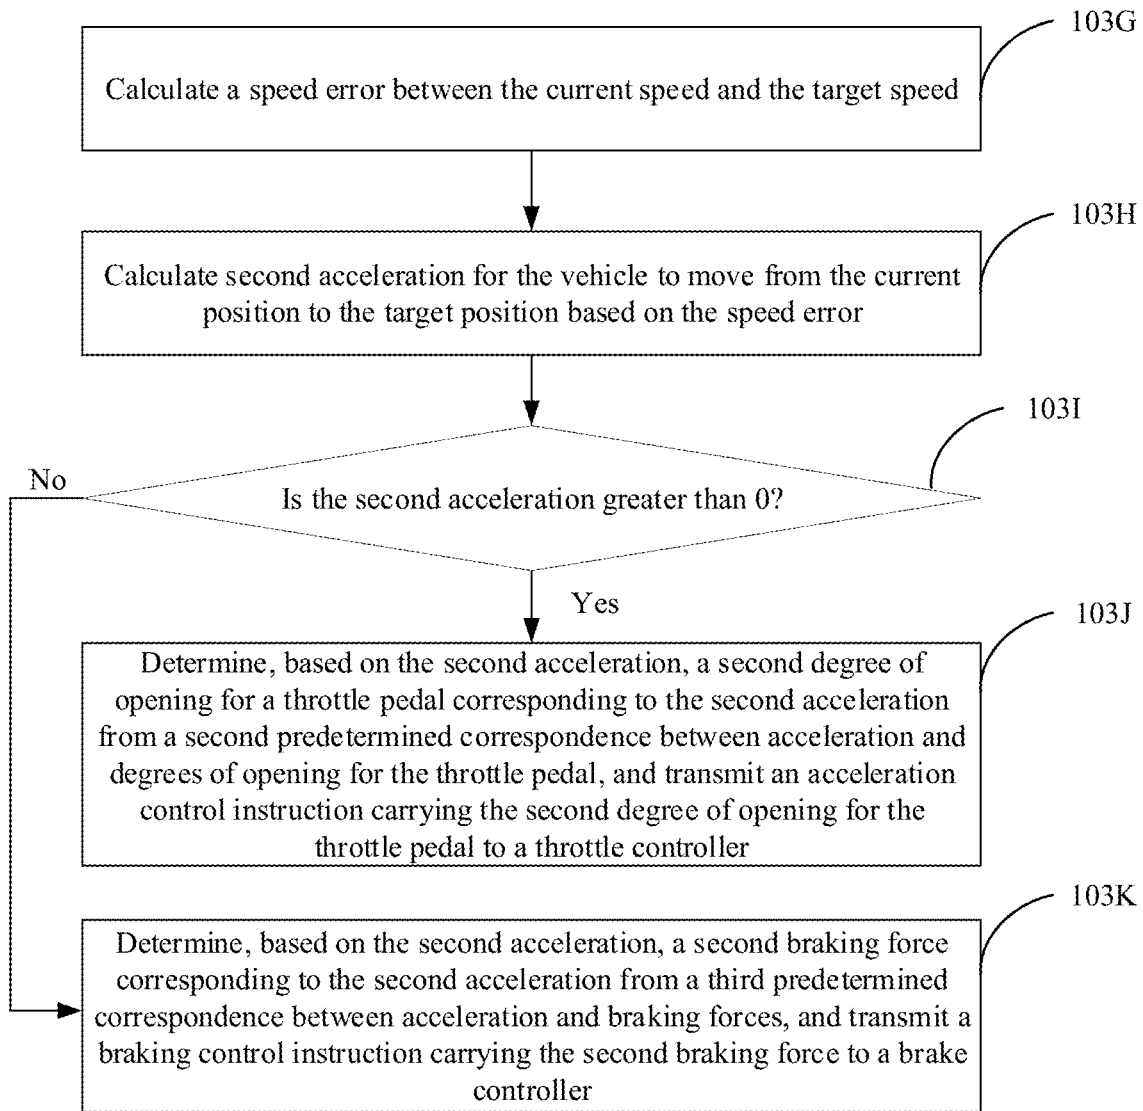 103G
Calculate a speed error between the current speed and the target speed
103H
Calculate second acceleration for the vehicle to move from the current
position to the target position based on the speed error
103I
No
Is the second acceleration greater than 0?
Yes
103J
Determine, based on the second acceleration, a second degree of
opening for a throttle pedal corresponding to the second acceleration
from a second predetermined correspondence between acceleration and
degrees of opening for the throttle pedal, and transmit an acceleration
control instruction carrying the second degree of opening for the
throttle pedal to a throttle controller
103K
Determine, based on the second acceleration, a second braking force
corresponding to the second acceleration from a third predetermined
correspondence between acceleration and braking forces, and transmit a
braking control instruction carrying the second braking force to a brake
controller